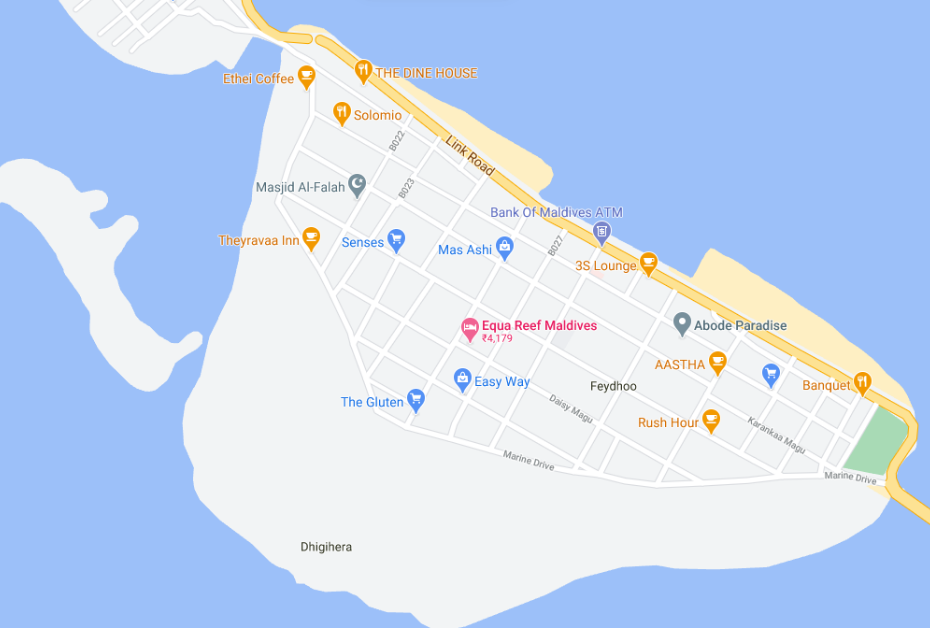 THE DINE HOUSE
Ethei Coffee
Solomio
B022
Link Road
Masjid Al-Falah
B023
Bank Of Maldives ATM
Theyravaa Inn
Senses
Mas Ashi
B027
3S Lounge
Equa Reef Maldives
₹4,179
Abode Paradise
AASTHA
Easy Way
Feydhoo
Banquet
The Gluten
Daisy Magu
Rush Hour
Karankaa Magu
Marine Drive
Marine Drive
Dhigihera